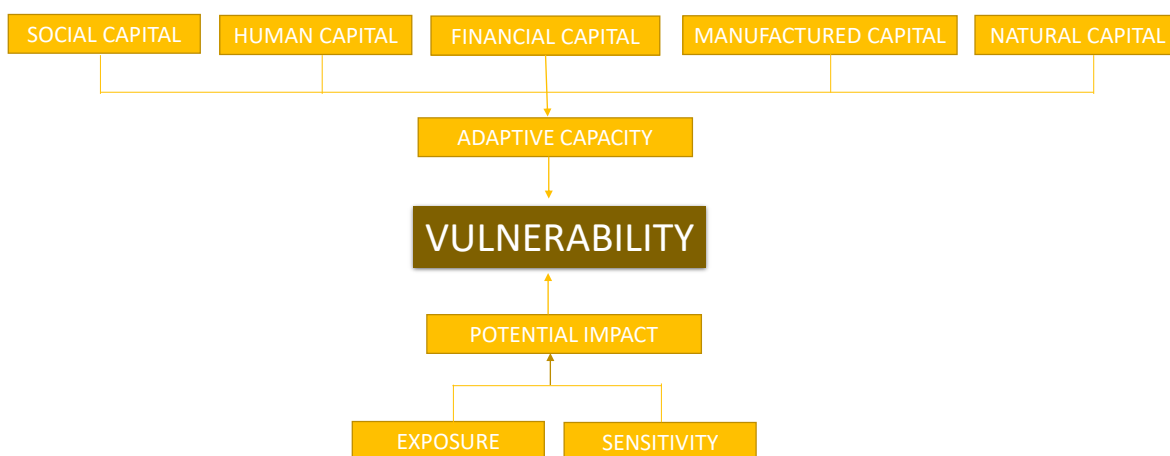 SOCIAL CAPITAL
HUMAN CAPITAL
FINANCIAL CAPITAL
MANUFACTURED CAPITAL
NATURAL CAPITAL
ADAPTIVE CAPACITY
VULNERABILITY
POTENTIAL IMPACT
EXPOSURE
SENSITIVITY